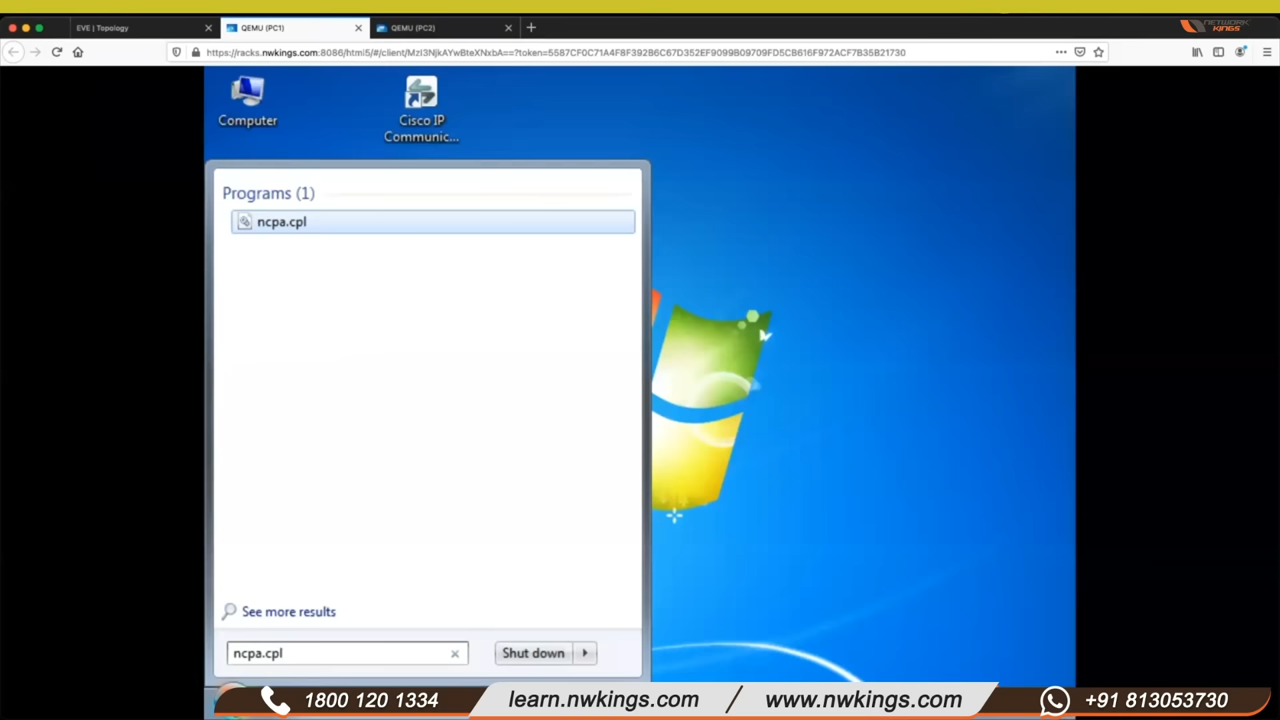 EVE | Topology
QEMU (PC1)
QEMU (PC2)
NETWORK KINGS
https://racks.nwkings.com:8086/html5/#/client/MzI3NjkAYwBteXNxbA==?token=5587CF0C71A4F8F392B6C67D352EF9099B09709FD5CB616F972ACF7B35B21730
Computer
Cisco IP
Communic...
Programs (1)
ncpa.cpl
See more results
ncpa.cpl
Shut down
1800 120 1334
learn.nwkings.com / www.nwkings.com
+91 813053730